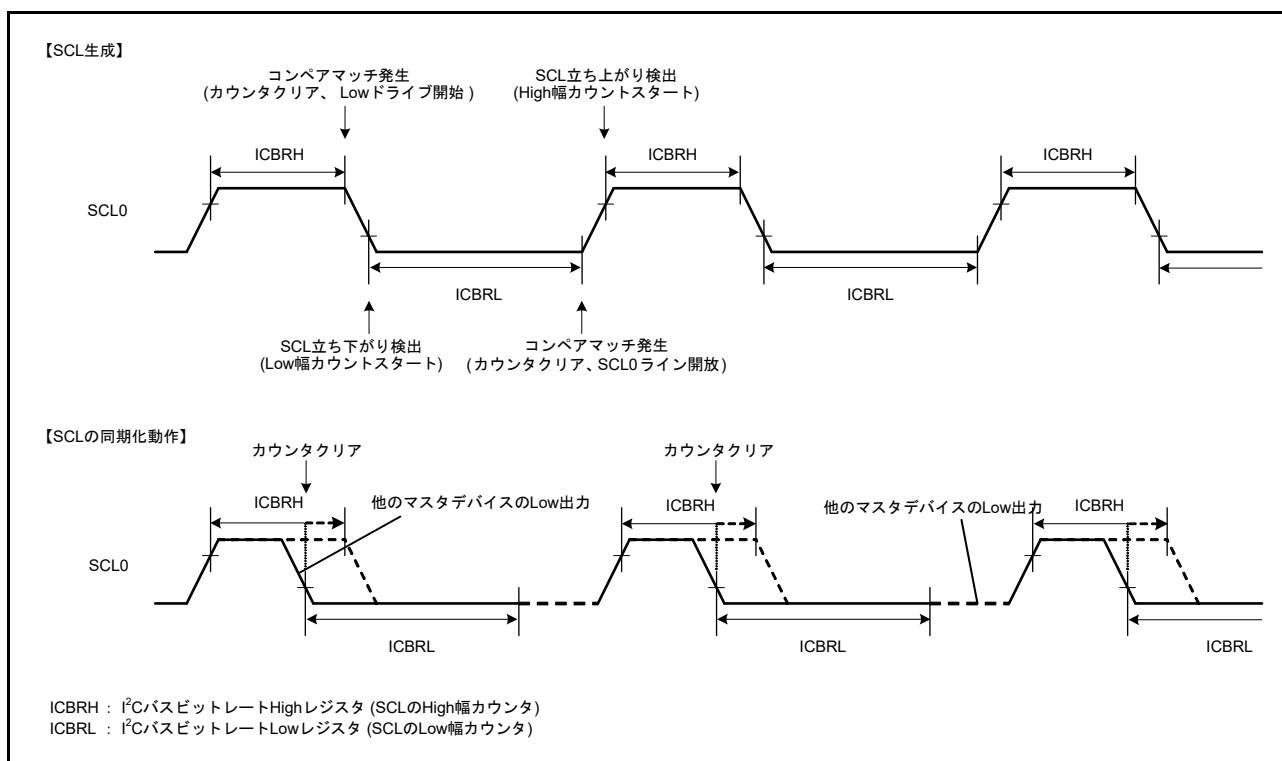 【SCL生成】
コンペアマッチ発生
(カウンタクリア、 Lowドライブ開始 )
SCL立ち上がり検出
(High幅カウントスタート)
ICBRH
ICBRH
ICBRH
SCL0
ICBRL
ICBRL
SCL立ち下がり検出
(Low幅カウントスタート)
コンペアマッチ発生
(カウンタクリア、SCL0ライン開放)
【SCLの同期化動作】
カウンタクリア
カウンタクリア
ICBRH
他のマスタデバイスのLow出力
ICBRH
他のマスタデバイスのLow出力
ICBRH
SCL0
ICBRL
ICBRL
ICBRL
ICBRH : I²CバスビットレートHighレジスタ (SCLのHigh幅カウンタ)
ICBRL : I²CバスビットレートLowレジスタ (SCLのLow幅カウンタ)